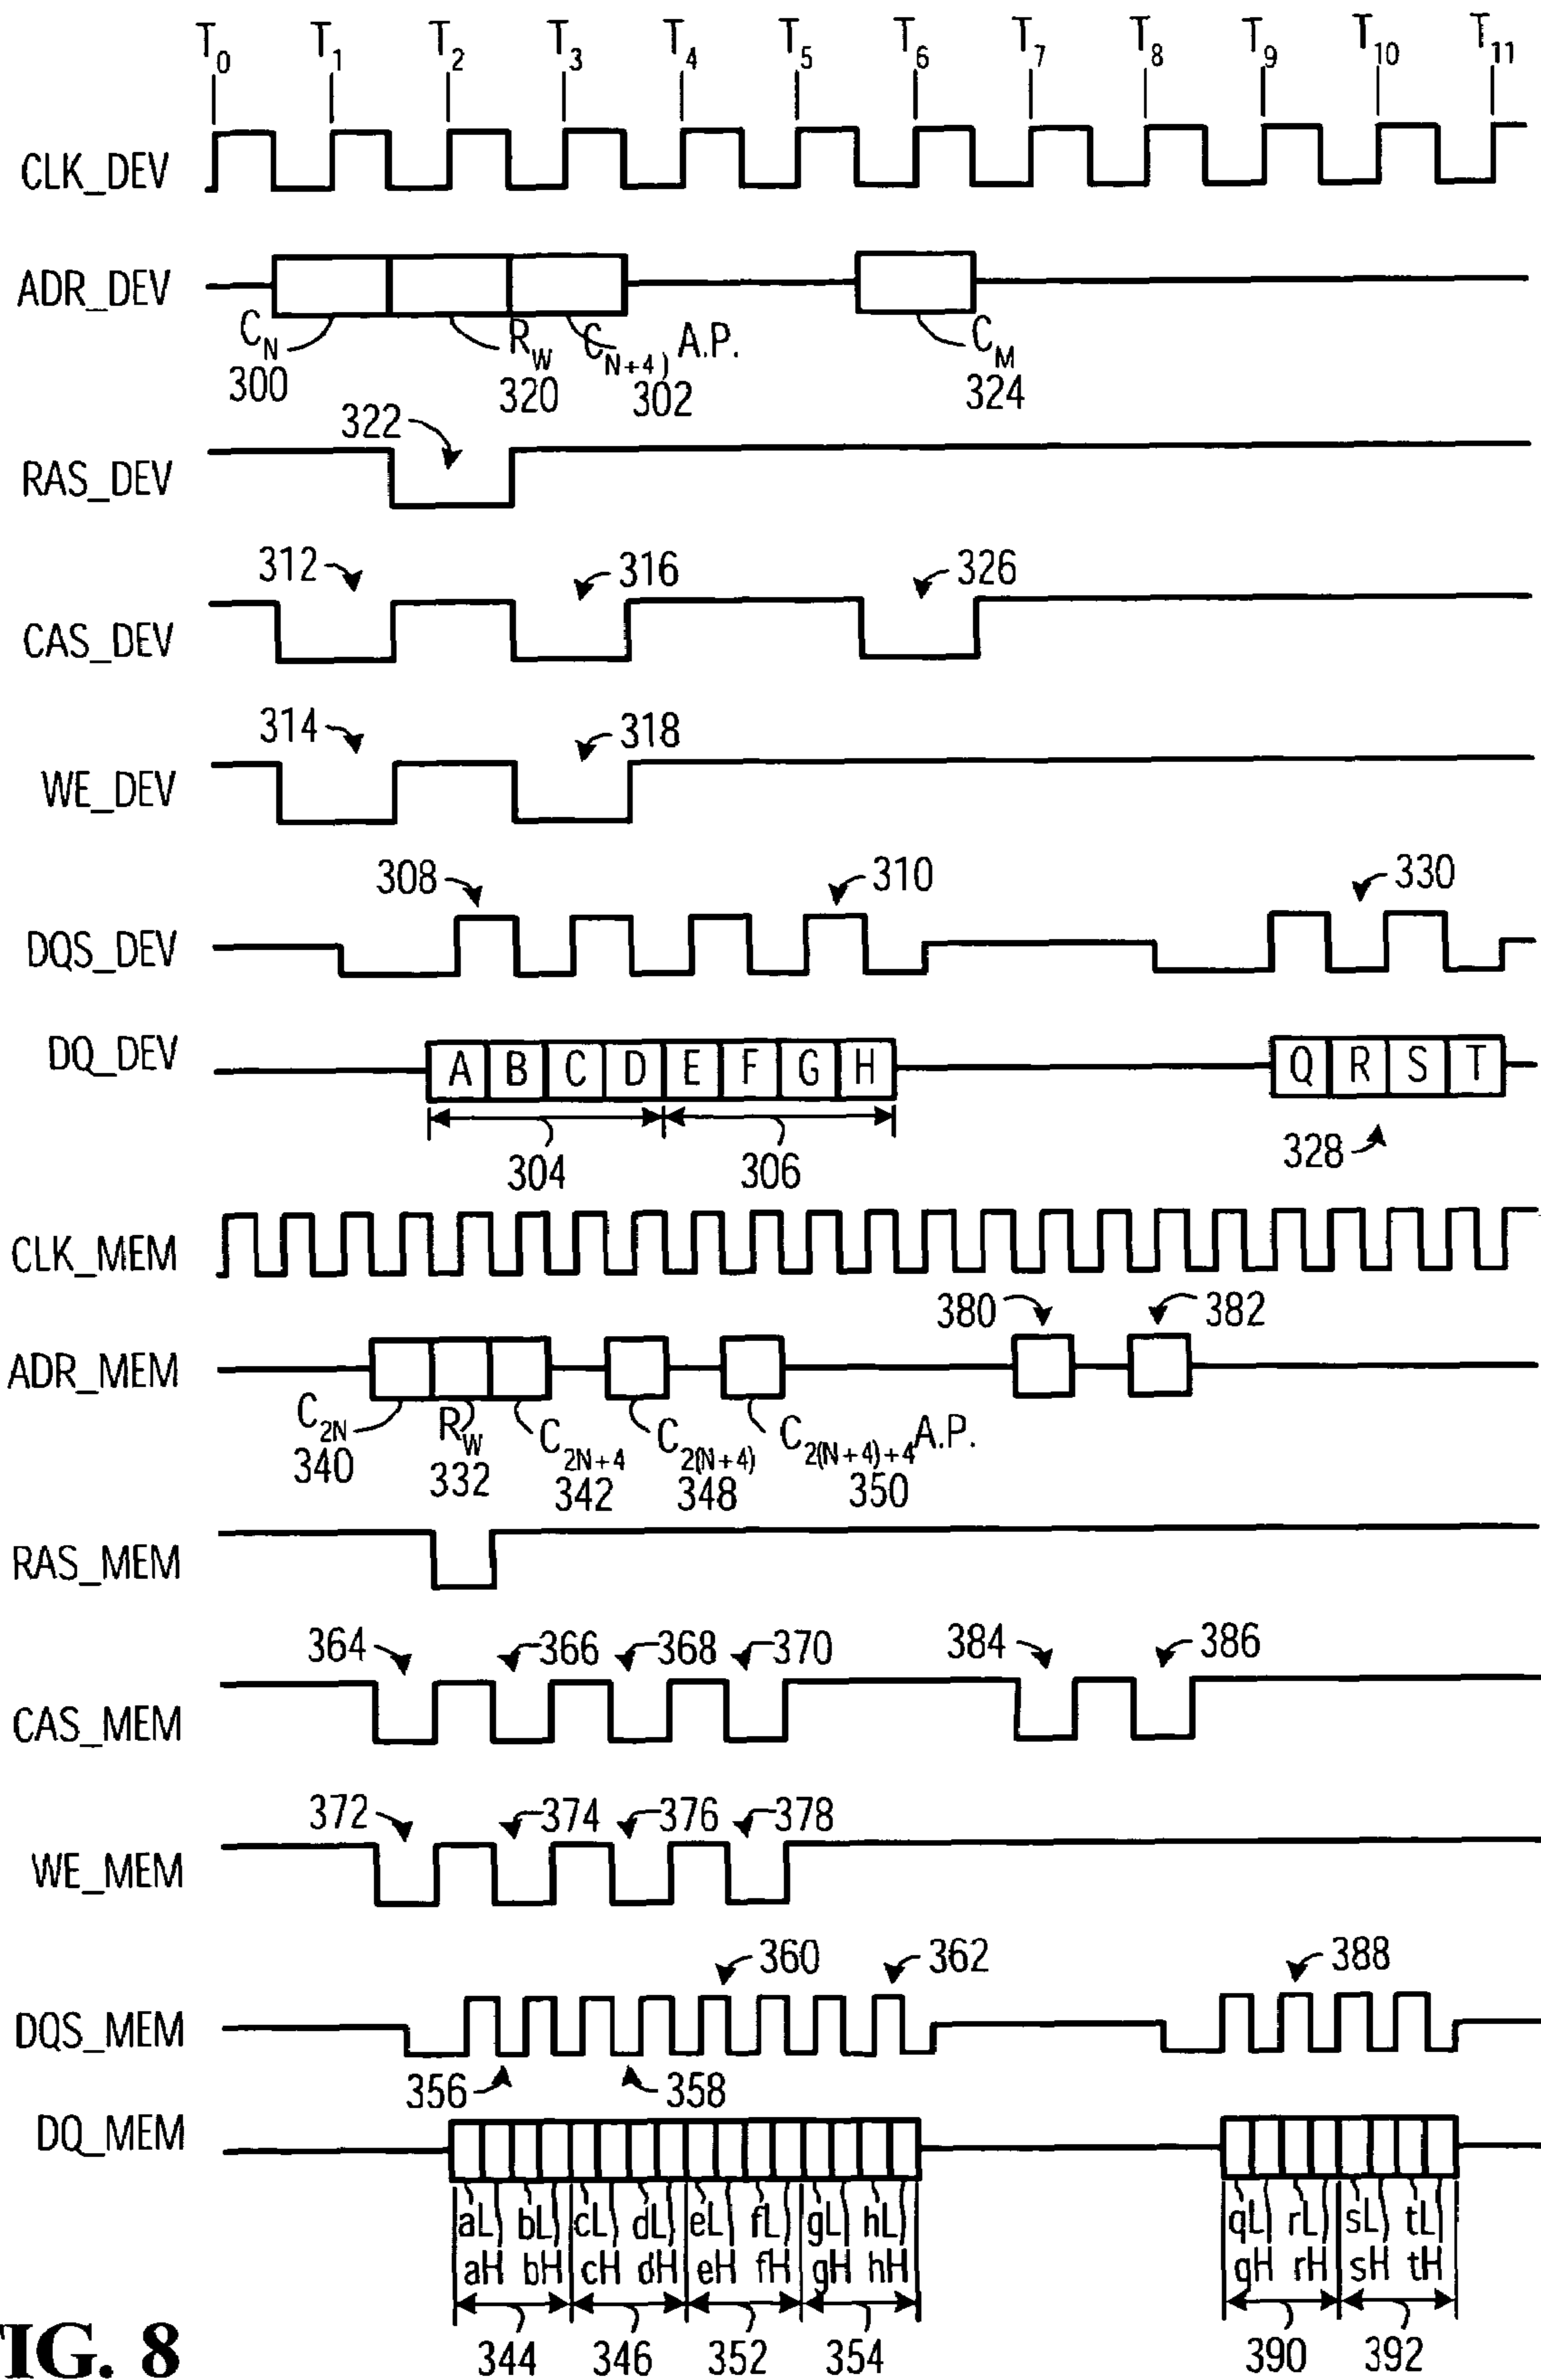 T0 T1 T2 T3 T4 T5 T6 T7 T8 T9 T10 T11
CLK_DEV
ADR_DEV
CN RW CN+4) A.P. CM
300 320 302 324
322
RAS_DEV
312 316 326
CAS_DEV
314 318
WE_DEV
308 310 330
DQS_DEV
DQ_DEV A B C D E F G H Q R S T
304 306 328
CLK_MEM
380 382
ADR_MEM
C2N RW C2N+4 C2(N+4) C2(N+4)+4 A.P.
340 332 342 348 350
RAS_MEM
364 366 368 370 384 386
CAS_MEM
372 374 376 378
WE_MEM
360 362 388
DQS_MEM
356 358
DQ_MEM
aL bL cL dL eL fL gL hL qL rL sL tL
aH bH cH dH eH fH gH hH qH rH sH tH
344 346 352 354 390 392
IG. 8